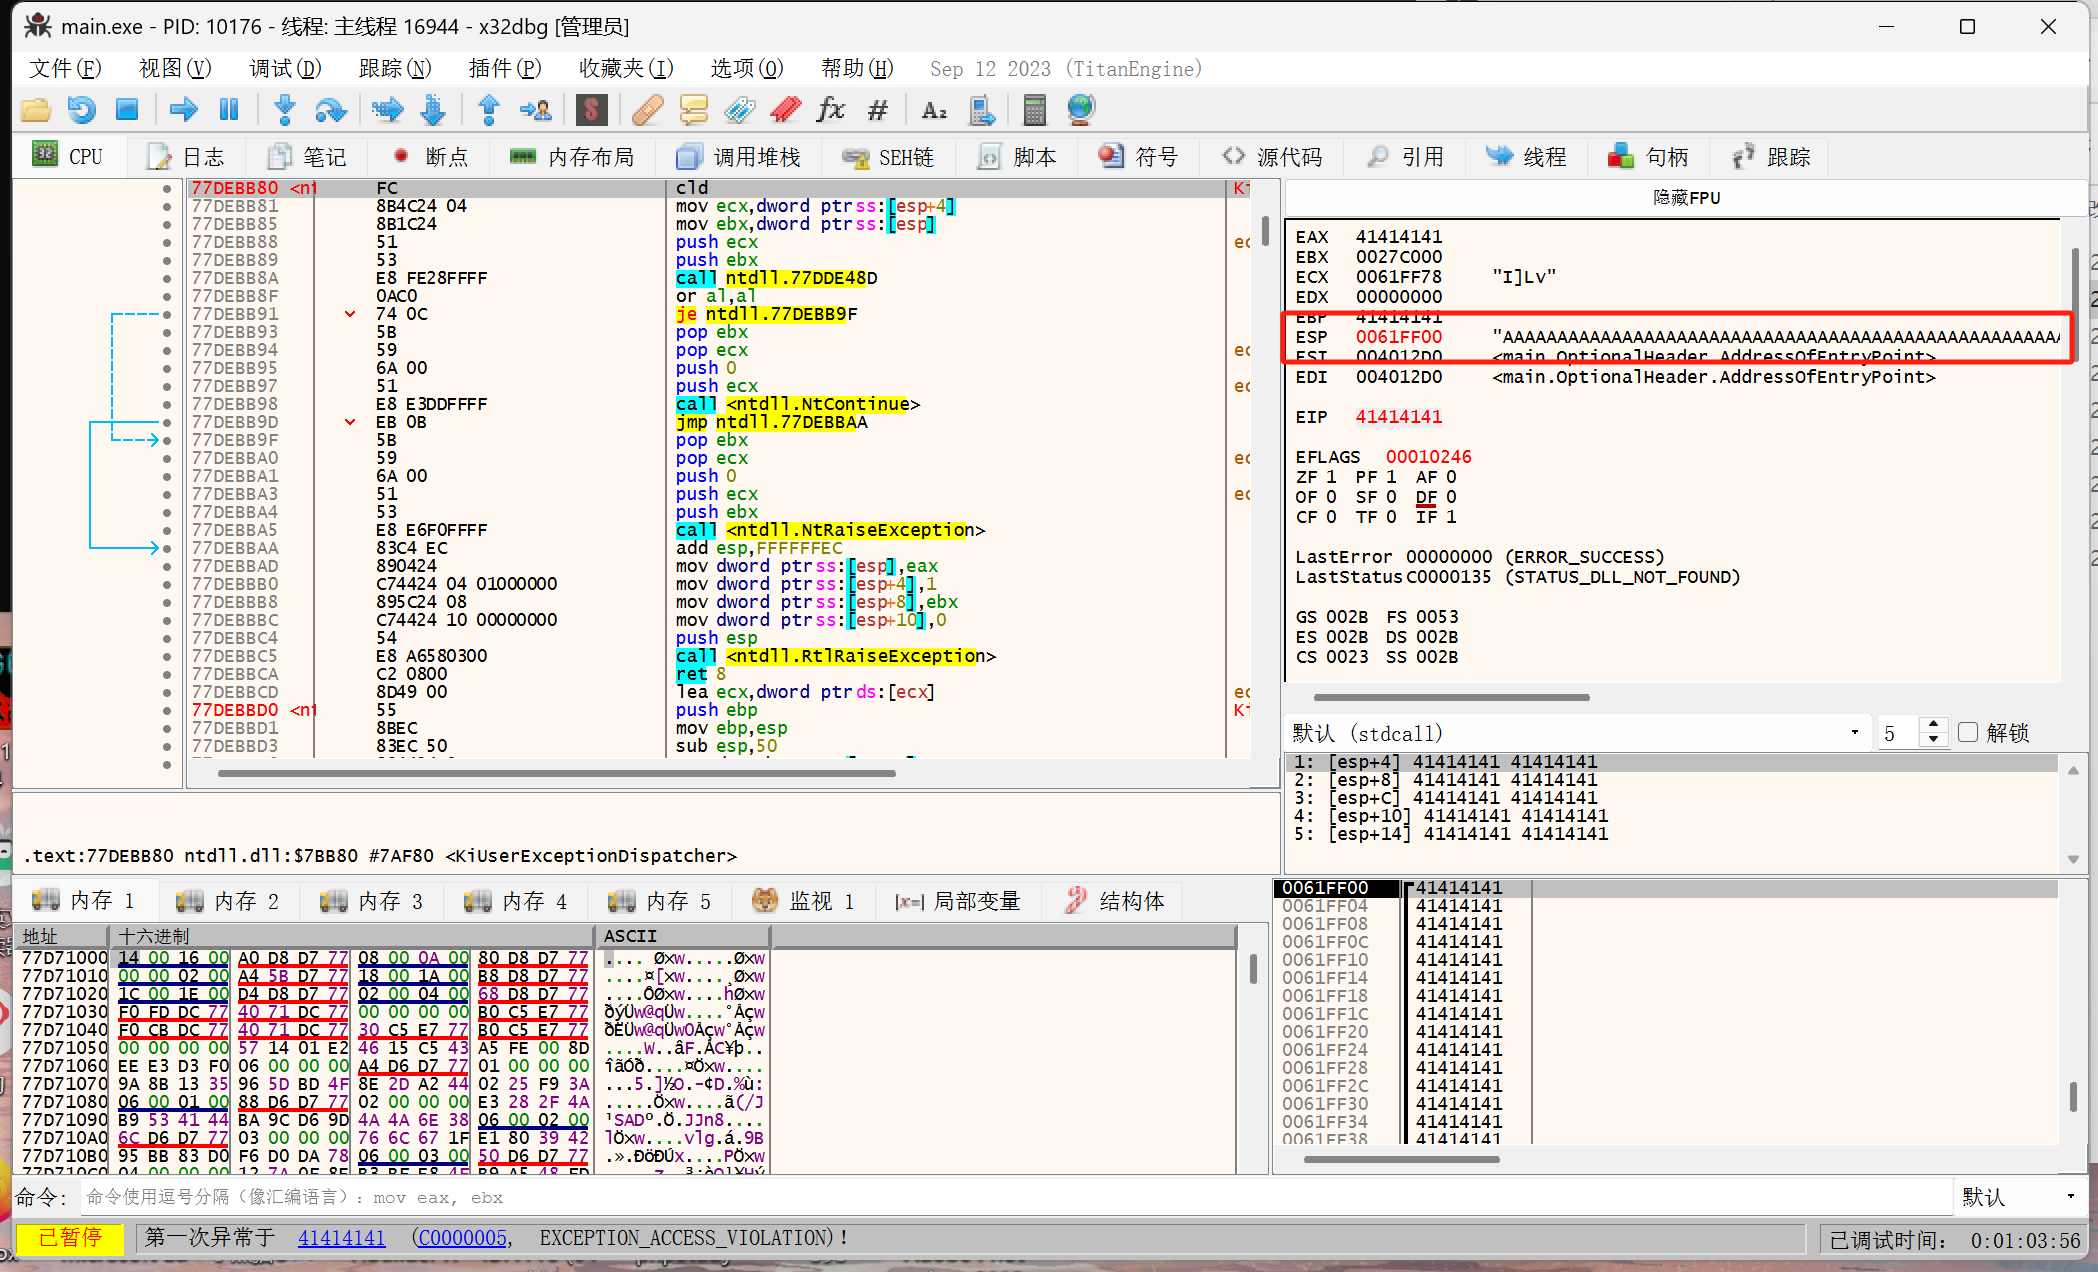 main.exe - PID: 10176 - 线程: 主线程 16944 - x32dbg [管理员]
文件(F) 视图(V) 调试(D) 跟踪(N) 插件(P) 收藏夹(I) 选项(O) 帮助(H) Sep 12 2023 (TitanEngine)
CPU 日志 笔记 断点 内存布局 调用堆栈 SEH链 脚本 符号 源代码 引用 线程 句柄 跟踪
77DEBB80 <nt FC cld Ki
77DEBB81 8B4C24 04 mov ecx,dword ptr ss:[esp+4]
77DEBB85 8B1C24 mov ebx,dword ptr ss:[esp]
77DEBB88 51 push ecx ec
77DEBB89 53 push ebx
77DEBB8A E8 FE28FFFF call ntdll.77DDE48D
77DEBB8F 0AC0 or al,al
77DEBB91 74 0C je ntdll.77DEBB9F
77DEBB93 5B pop ebx
77DEBB94 59 pop ecx ec
77DEBB95 6A 00 push 0
77DEBB97 51 push ecx ec
77DEBB98 E8 E3DDFFFF call <ntdll.NtContinue>
77DEBB9D EB 0B jmp ntdll.77DEBBAA
77DEBB9F 5B pop ebx
77DEBBA0 59 pop ecx ec
77DEBBA1 6A 00 push 0
77DEBBA3 51 push ecx ec
77DEBBA4 53 push ebx
77DEBBA5 E8 E6F0FFFF call <ntdll.NtRaiseException>
77DEBBAA 83C4 EC add esp,FFFFFFEC
77DEBBAD 890424 mov dword ptr ss:[esp],eax
77DEBBB0 C74424 04 01000000 mov dword ptr ss:[esp+4],1
77DEBBB8 895C24 08 mov dword ptr ss:[esp+8],ebx
77DEBBBC C74424 10 00000000 mov dword ptr ss:[esp+10],0
77DEBBC4 54 push esp
77DEBBC5 E8 A6580300 call <ntdll.RtlRaiseException>
77DEBBCA C2 0800 ret 8
77DEBBCD 8D49 00 lea ecx,dword ptr ds:[ecx] ec
77DEBBD0 <nt 55 push ebp Ki
77DEBBD1 8BEC mov ebp,esp
77DEBBD3 83EC 50 sub esp,50
.text:77DEBB80 ntdll.dll:$7BB80 #7AF80 <KiUserExceptionDispatcher>
隐藏FPU
EAX 41414141
EBX 0027C000
ECX 0061FF78 "I]Lv"
EDX 00000000
EBP 41414141
ESP 0061FF00 "AAAAAAAAAAAAAAAAAAAAAAAAAAAAAAAAAAAAAAAAAAAAAAAAAAA
ESI 004012D0 <main.OptionalHeader.AddressOfEntryPoint>
EDI 004012D0 <main.OptionalHeader.AddressOfEntryPoint>
EIP 41414141
EFLAGS 00010246
ZF 1 PF 1 AF 0
OF 0 SF 0 DF 0
CF 0 TF 0 IF 1
LastError 00000000 (ERROR_SUCCESS)
LastStatus C0000135 (STATUS_DLL_NOT_FOUND)
GS 002B FS 0053
ES 002B DS 002B
CS 0023 SS 002B
默认 (stdcall) 5 解锁
1: [esp+4] 41414141 41414141
2: [esp+8] 41414141 41414141
3: [esp+C] 41414141 41414141
4: [esp+10] 41414141 41414141
5: [esp+14] 41414141 41414141
内存 1 内存 2 内存 3 内存 4 内存 5 监视 1 局部变量 结构体
地址 十六进制 ASCII
77D71000 14 00 16 00 A0 D8 D7 77 08 00 0A 00 80 D8 D7 77 .... Øxw.....Øxw
77D71010 00 00 02 00 A4 5B D7 77 18 00 1A 00 B8 D8 D7 77 ....¤[xw....¸Øxw
77D71020 1C 00 1E 00 D4 D8 D7 77 02 00 04 00 68 D8 D7 77 ....ÔØxw....hØxw
77D71030 F0 FD DC 77 40 71 DC 77 00 00 00 00 B0 C5 E7 77 ðýÜw@qÜw....°Åçw
77D71040 F0 CB DC 77 40 71 DC 77 30 C5 E7 77 B0 C5 E7 77 ðËÜw@qÜw0Åçw°Åçw
77D71050 00 00 00 00 57 14 01 E2 46 15 C5 43 A5 FE 00 8D ....W..âF.ÅC¥þ..
77D71060 EE E3 D3 F0 06 00 00 00 A4 D6 D7 77 01 00 00 00 îãÓð....¤Öxw....
77D71070 9A 8B 13 35 96 5D BD 4F 8E 2D A2 44 02 25 F9 3A ...5.]½O.-¢D.%ù:
77D71080 06 00 01 00 88 D6 D7 77 02 00 00 00 E3 28 2F 4A .....Öxw....ã(/J
77D71090 B9 53 41 44 BA 9C D6 9D 4A 4A 6E 38 06 00 02 00 ¹SADº.Ö.JJn8....
77D710A0 6C D6 D7 77 03 00 00 00 76 6C 67 1F E1 80 39 42 lÖxw....vlg.á.9B
77D710B0 95 BB 83 D0 F6 D0 DA 78 06 00 03 00 50 D6 D7 77 .».ÐöÐÚx....PÖxw
0061FF00 41414141
0061FF04 41414141
0061FF08 41414141
0061FF0C 41414141
0061FF10 41414141
0061FF14 41414141
0061FF18 41414141
0061FF1C 41414141
0061FF20 41414141
0061FF24 41414141
0061FF28 41414141
0061FF2C 41414141
0061FF30 41414141
0061FF34 41414141
0061FF38 41414141
命令: 命令使用逗号分隔（像汇编语言）: mov eax, ebx 默认
已暂停 第一次异常于 41414141 (C0000005, EXCEPTION_ACCESS_VIOLATION)! 已调试时间: 0:01:03:56